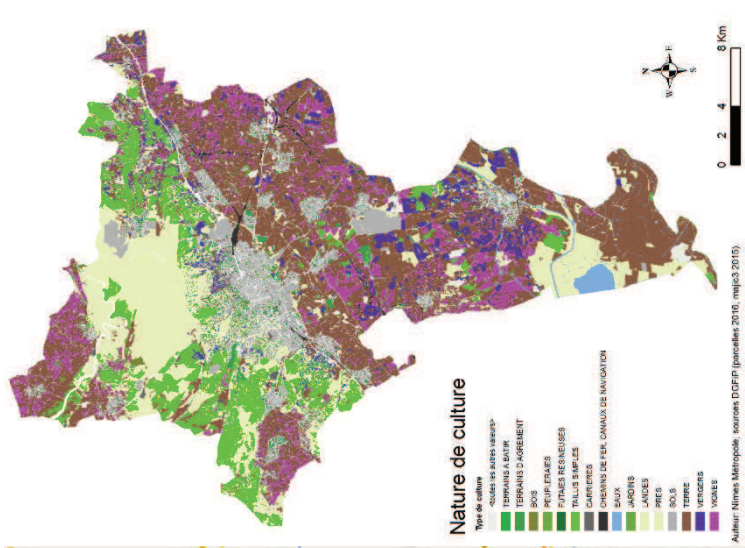 Nature de culture
Type de culture
<toutes les autres valeurs>
TERRAINS A BATIR
TERRAINS D AGREMENT
BOIS
PEUPLERAIES
FUTAIES RESINEUSES
TAILLIS SIMPLES
CARRIERES
CHEMINS DE FER, CANAUX DE NAVIGATION
EAUX
JARDINS
LANDES
PRES
SOLS
TERRE
VERGERS
VIGNES
Auteur: Nîmes Métropole, sources DGFiP (parcelles 2016, majic3 2015)
N
W E
S
0 2 4 8 Km